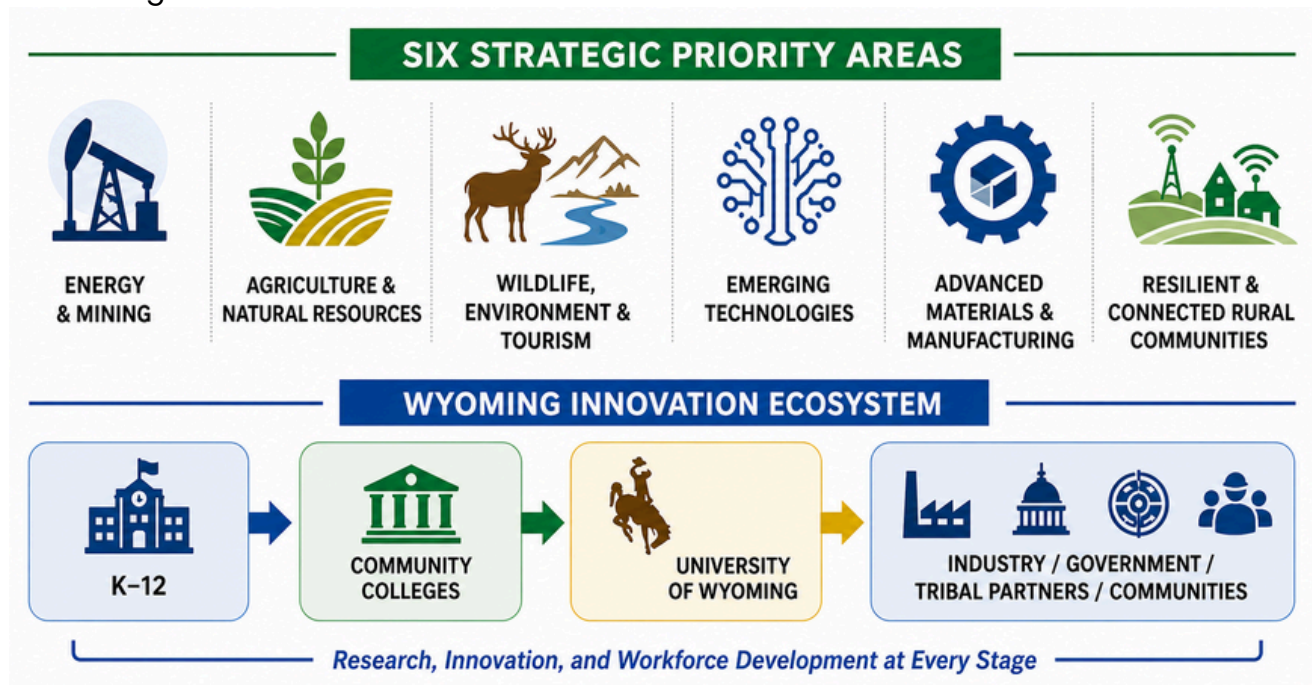 SIX STRATEGIC PRIORITY AREAS
ENERGY
& MINING
AGRICULTURE &
NATURAL RESOURCES
WILDLIFE,
ENVIRONMENT &
TOURISM
EMERGING
TECHNOLOGIES
ADVANCED
MATERIALS &
MANUFACTURING
RESILIENT &
CONNECTED RURAL
COMMUNITIES
WYOMING INNOVATION ECOSYSTEM
K–12
COMMUNITY
COLLEGES
UNIVERSITY
OF WYOMING
INDUSTRY / GOVERNMENT /
TRIBAL PARTNERS / COMMUNITIES
Research, Innovation, and Workforce Development at Every Stage